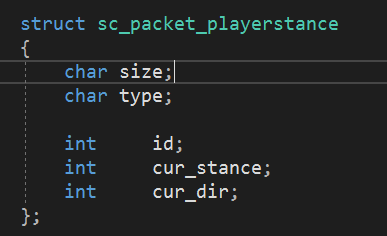 struct sc_packet_playerstance
{
char size;
char type;
int id;
int cur_stance;
int cur_dir;
};